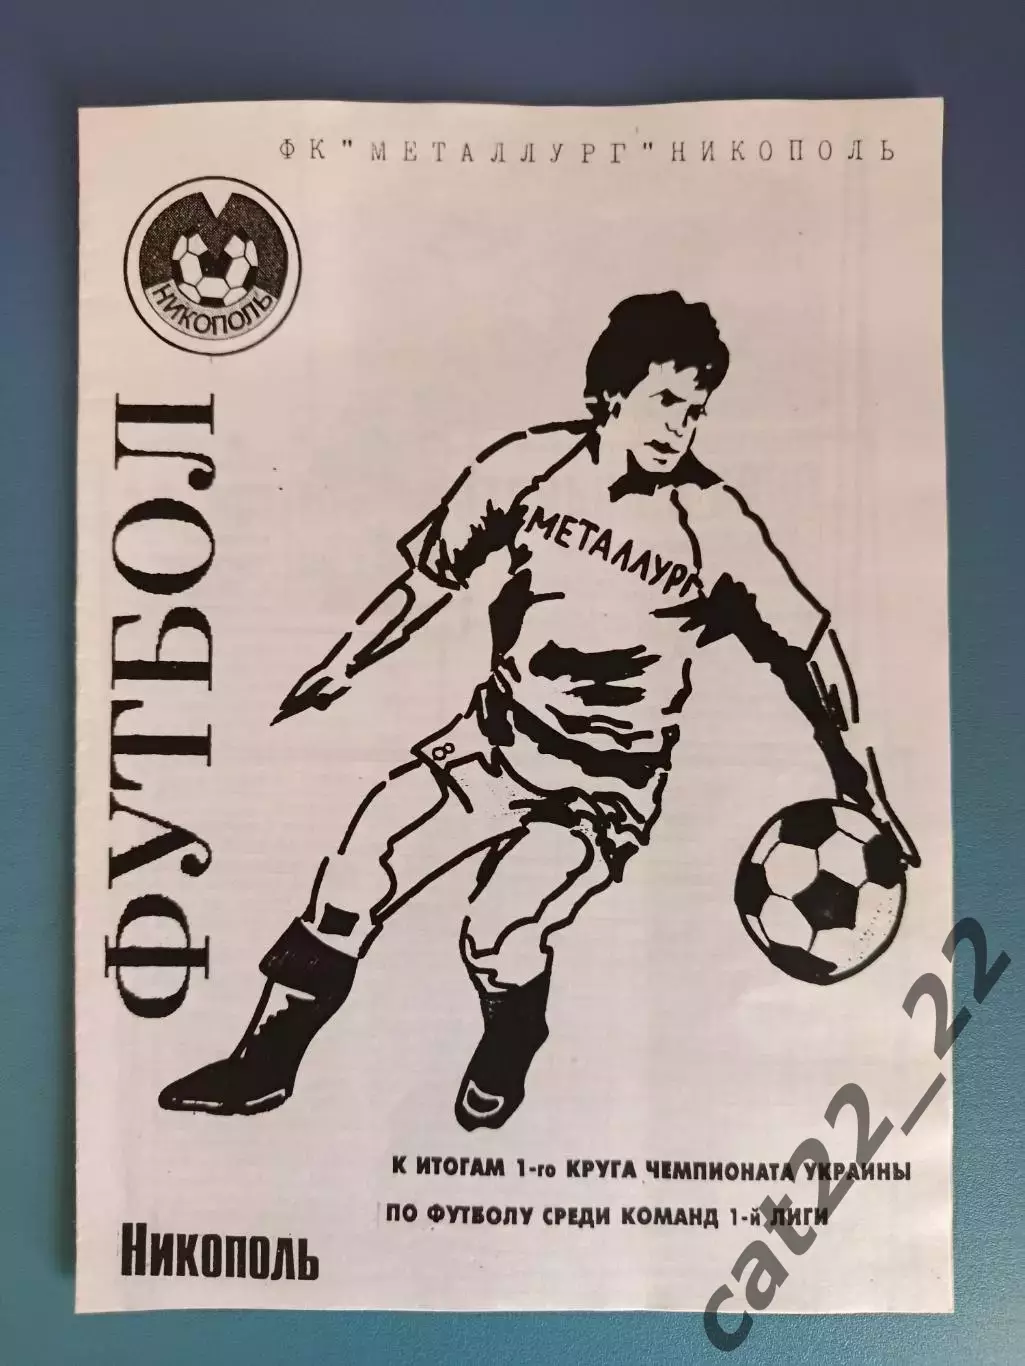 ФК "МЕТАЛЛУРГ" НИКОПОЛЬ
НИКОПОЛЬ
ФУТБОЛ
МЕТАЛЛУРГ
8
К ИТОГАМ 1-го КРУГА ЧЕМПИОНАТА УКРАИНЫ
ПО ФУТБОЛУ СРЕДИ КОМАНД 1-й ЛИГИ
Никополь
cat22_22